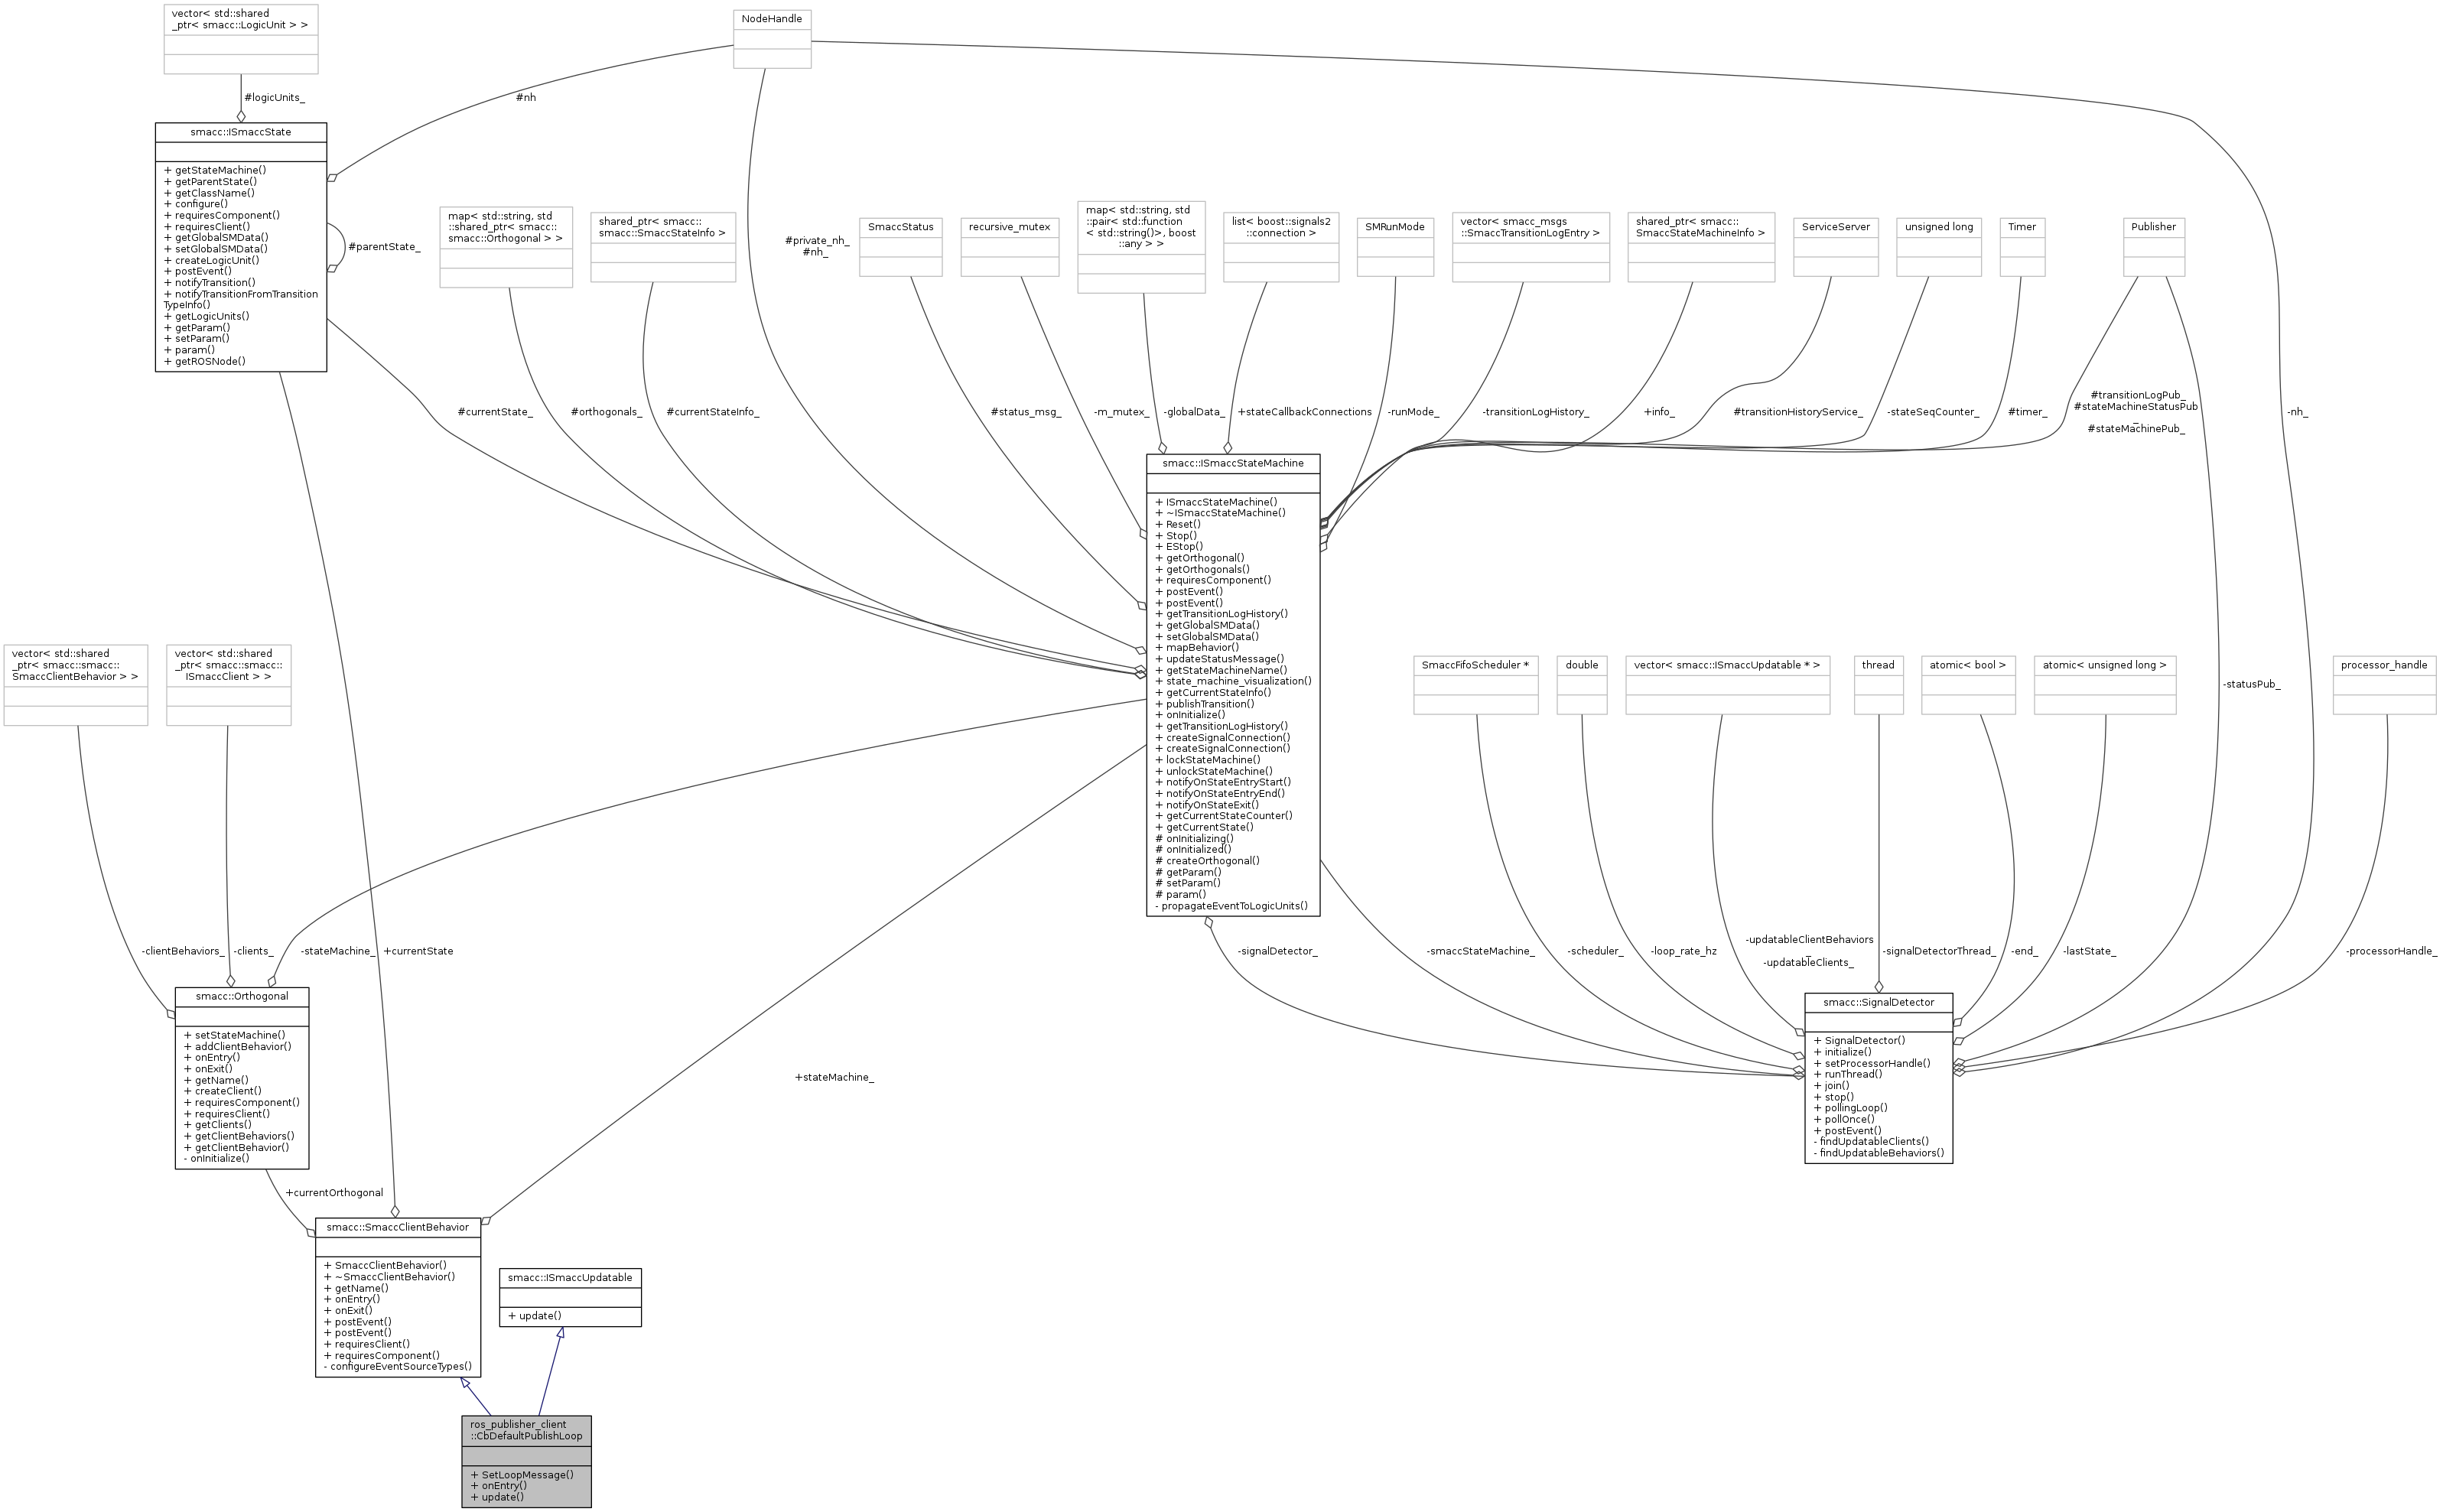 vector< std::shared
_ptr< smacc::LogicUnit > >
NodeHandle
#logicUnits_
#nh
smacc::ISmaccState
+ getStateMachine()
+ getParentState()
+ getClassName()
+ configure()
+ requiresComponent()
+ requiresClient()
+ getGlobalSMData()
+ setGlobalSMData()
+ createLogicUnit()
+ postEvent()
+ notifyTransition()
+ notifyTransitionFromTransition
TypeInfo()
+ getLogicUnits()
+ getParam()
+ setParam()
+ param()
+ getROSNode()
#parentState_
map< std::string, std
::shared_ptr< smacc::
smacc::Orthogonal > >
shared_ptr< smacc::
smacc::SmaccStateInfo >
#private_nh_
#nh_
SmaccStatus
recursive_mutex
map< std::string, std
::pair< std::function
< std::string()>, boost
::any > >
list< boost::signals2
::connection >
SMRunMode
vector< smacc_msgs
::SmaccTransitionLogEntry >
shared_ptr< smacc::
SmaccStateMachineInfo >
ServiceServer
unsigned long
Timer
Publisher
#currentState_
#orthogonals_
#currentStateInfo_
#status_msg_
-m_mutex_
-globalData_
+stateCallbackConnections
-runMode_
-transitionLogHistory_
+info_
#transitionHistoryService_
-stateSeqCounter_
#timer_
#transitionLogPub_
#stateMachineStatusPub
_
#stateMachinePub_
-nh_
smacc::ISmaccStateMachine
+ ISmaccStateMachine()
+ ~ISmaccStateMachine()
+ Reset()
+ Stop()
+ EStop()
+ getOrthogonal()
+ getOrthogonals()
+ requiresComponent()
+ postEvent()
+ postEvent()
+ getTransitionLogHistory()
+ getGlobalSMData()
+ setGlobalSMData()
+ mapBehavior()
+ updateStatusMessage()
+ getStateMachineName()
+ state_machine_visualization()
+ getCurrentStateInfo()
+ publishTransition()
+ onInitialize()
+ getTransitionLogHistory()
+ createSignalConnection()
+ createSignalConnection()
+ lockStateMachine()
+ unlockStateMachine()
+ notifyOnStateEntryStart()
+ notifyOnStateEntryEnd()
+ notifyOnStateExit()
+ getCurrentStateCounter()
+ getCurrentState()
# onInitializing()
# onInitialized()
# createOrthogonal()
# getParam()
# setParam()
# param()
- propagateEventToLogicUnits()
vector< std::shared
_ptr< smacc::smacc::
SmaccClientBehavior > >
vector< std::shared
_ptr< smacc::smacc::
ISmaccClient > >
SmaccFifoScheduler *
double
vector< smacc::ISmaccUpdatable * >
thread
atomic< bool >
atomic< unsigned long >
-statusPub_
processor_handle
-clientBehaviors_
-clients_
-stateMachine_
+currentState
-signalDetector_
-smaccStateMachine_
-scheduler_
-loop_rate_hz
-updatableClientBehaviors
_
-updatableClients_
-signalDetectorThread_
-end_
-lastState_
-processorHandle_
smacc::Orthogonal
+ setStateMachine()
+ addClientBehavior()
+ onEntry()
+ onExit()
+ getName()
+ createClient()
+ requiresComponent()
+ requiresClient()
+ getClients()
+ getClientBehaviors()
+ getClientBehavior()
- onInitialize()
smacc::SignalDetector
+ SignalDetector()
+ initialize()
+ setProcessorHandle()
+ runThread()
+ join()
+ stop()
+ pollingLoop()
+ pollOnce()
+ postEvent()
- findUpdatableClients()
- findUpdatableBehaviors()
+stateMachine_
+currentOrthogonal
smacc::SmaccClientBehavior
+ SmaccClientBehavior()
+ ~SmaccClientBehavior()
+ getName()
+ onEntry()
+ onExit()
+ postEvent()
+ postEvent()
+ requiresClient()
+ requiresComponent()
- configureEventSourceTypes()
smacc::ISmaccUpdatable
+ update()
ros_publisher_client
::CbDefaultPublishLoop
+ SetLoopMessage()
+ onEntry()
+ update()